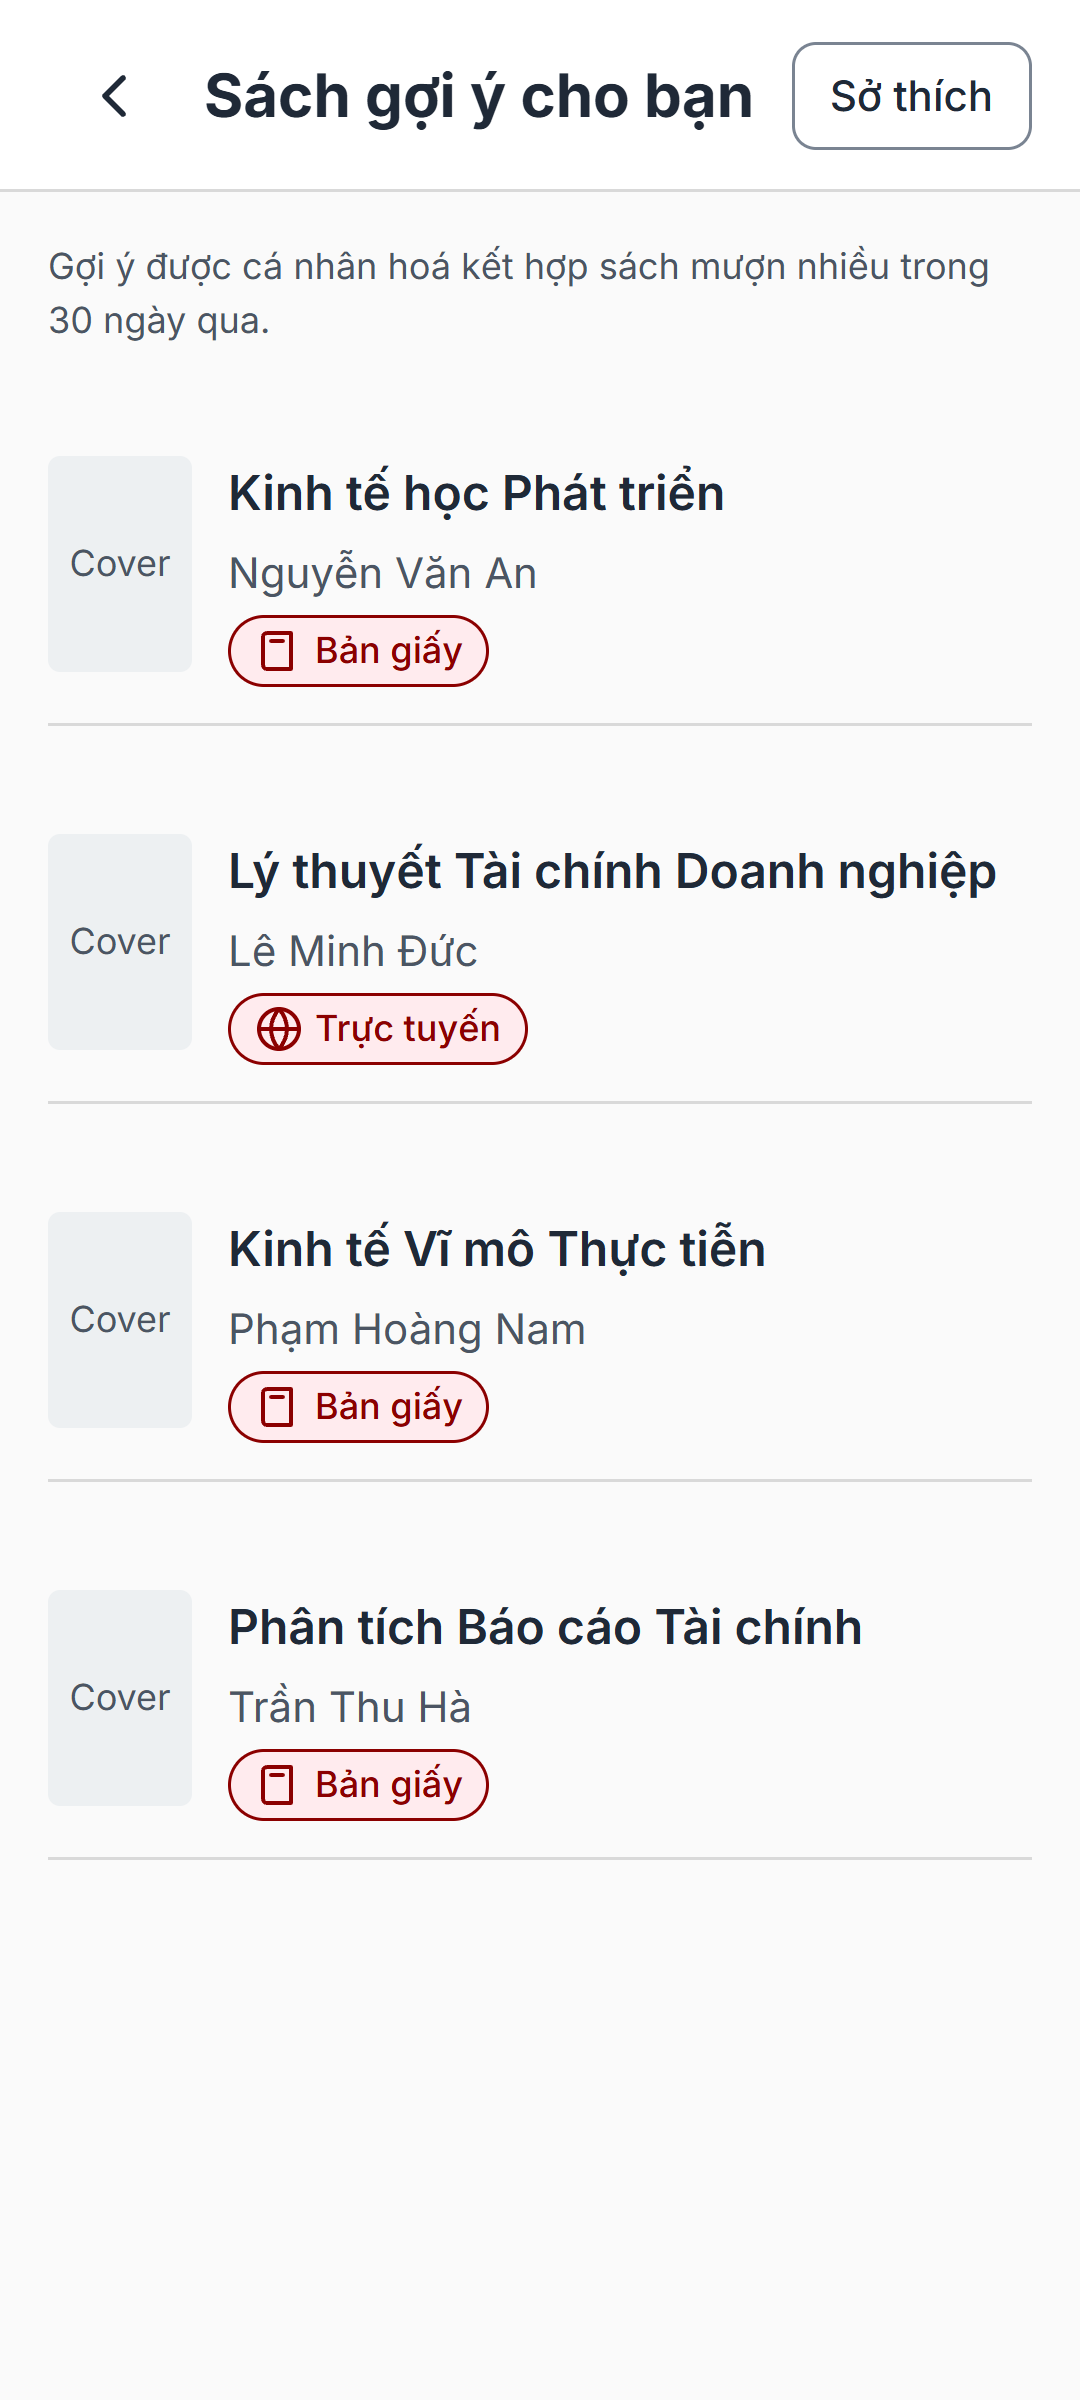 Sách gợi ý cho bạn
Sở thích
Gợi ý được cá nhân hoá kết hợp sách mượn nhiều trong
30 ngày qua.
Cover
Kinh tế học Phát triển
Nguyễn Văn An
Bản giấy
Cover
Lý thuyết Tài chính Doanh nghiệp
Lê Minh Đức
Trực tuyến
Cover
Kinh tế Vĩ mô Thực tiễn
Phạm Hoàng Nam
Bản giấy
Cover
Phân tích Báo cáo Tài chính
Trần Thu Hà
Bản giấy